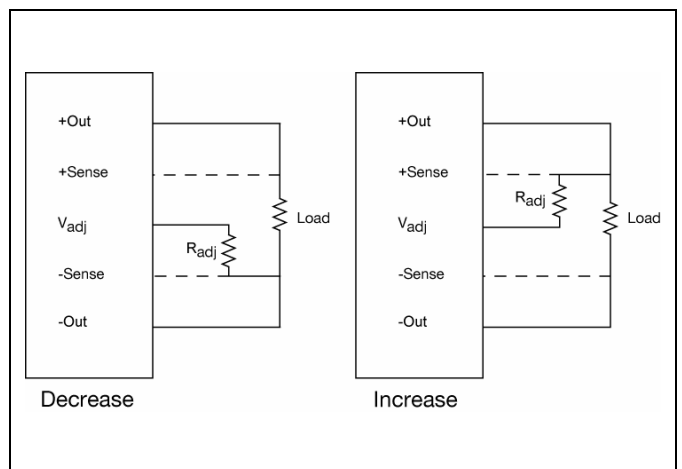 +Out
+Sense
Vadj
-Sense
-Out
Radj
Load
Decrease
+Out
+Sense
Vadj
-Sense
-Out
Radj
Load
Increase